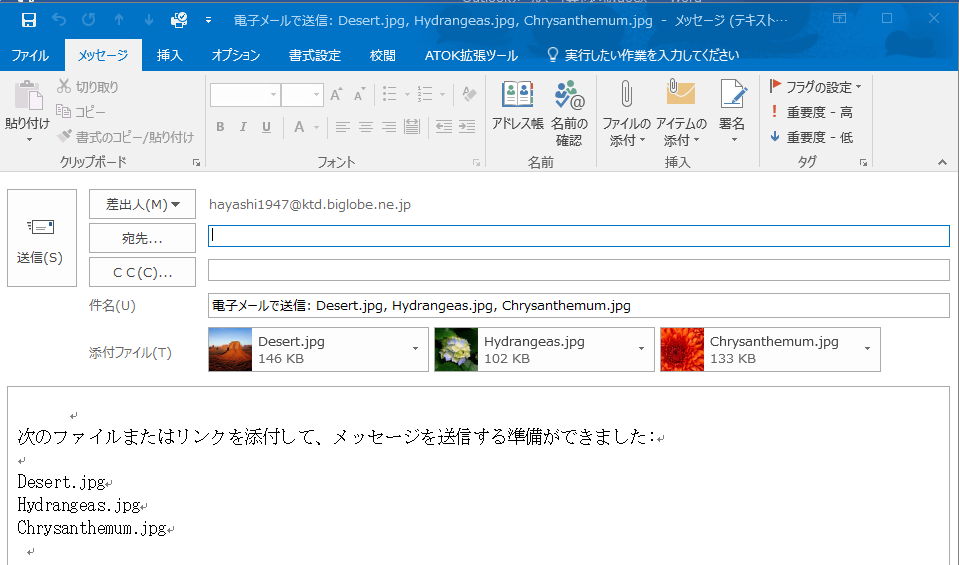 電子メールで送信: Desert.jpg, Hydrangeas.jpg, Chrysanthemum.jpg - メッセージ (テキスト…
ファイル メッセージ 挿入 オプション 書式設定 校閲 ATOK拡張ツール 実行したい作業を入力してください
貼り付け
切り取り
コピー
書式のコピー/貼り付け
クリップボード
B I U A
フォント
アドレス帳
名前の
確認
名前
ファイルの
添付
アイテムの
添付
署名
挿入
フラグの設定
重要度 - 高
重要度 - 低
タグ
送信(S)
差出人(M) hayashi1947@ktd.biglobe.ne.jp
宛先...
ＣＣ(C)...
件名(U) 電子メールで送信: Desert.jpg, Hydrangeas.jpg, Chrysanthemum.jpg
添付ファイル(T)
Desert.jpg
146 KB
Hydrangeas.jpg
102 KB
Chrysanthemum.jpg
133 KB
次のファイルまたはリンクを添付して、メッセージを送信する準備ができました:
Desert.jpg
Hydrangeas.jpg
Chrysanthemum.jpg